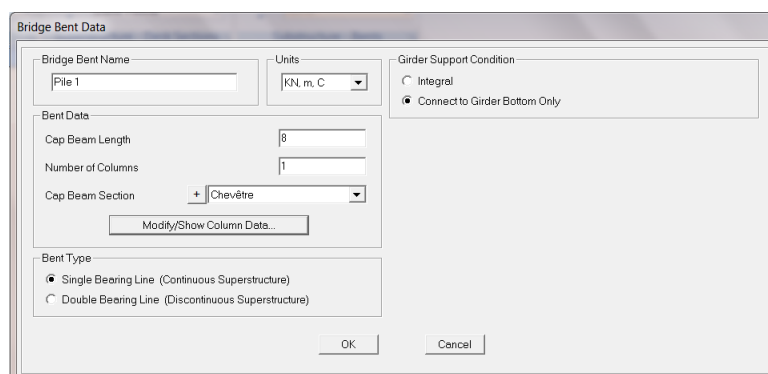 Bridge Bent Data
Bridge Bent Name
Pile 1
Units
KN, m, C
Girder Support Condition
Integral
Connect to Girder Bottom Only
Bent Data
Cap Beam Length
8
Number of Columns
1
Cap Beam Section
+
Chevêtre
Modify/Show Column Data...
Bent Type
Single Bearing Line (Continuous Superstructure)
Double Bearing Line (Discontinuous Superstructure)
OK
Cancel